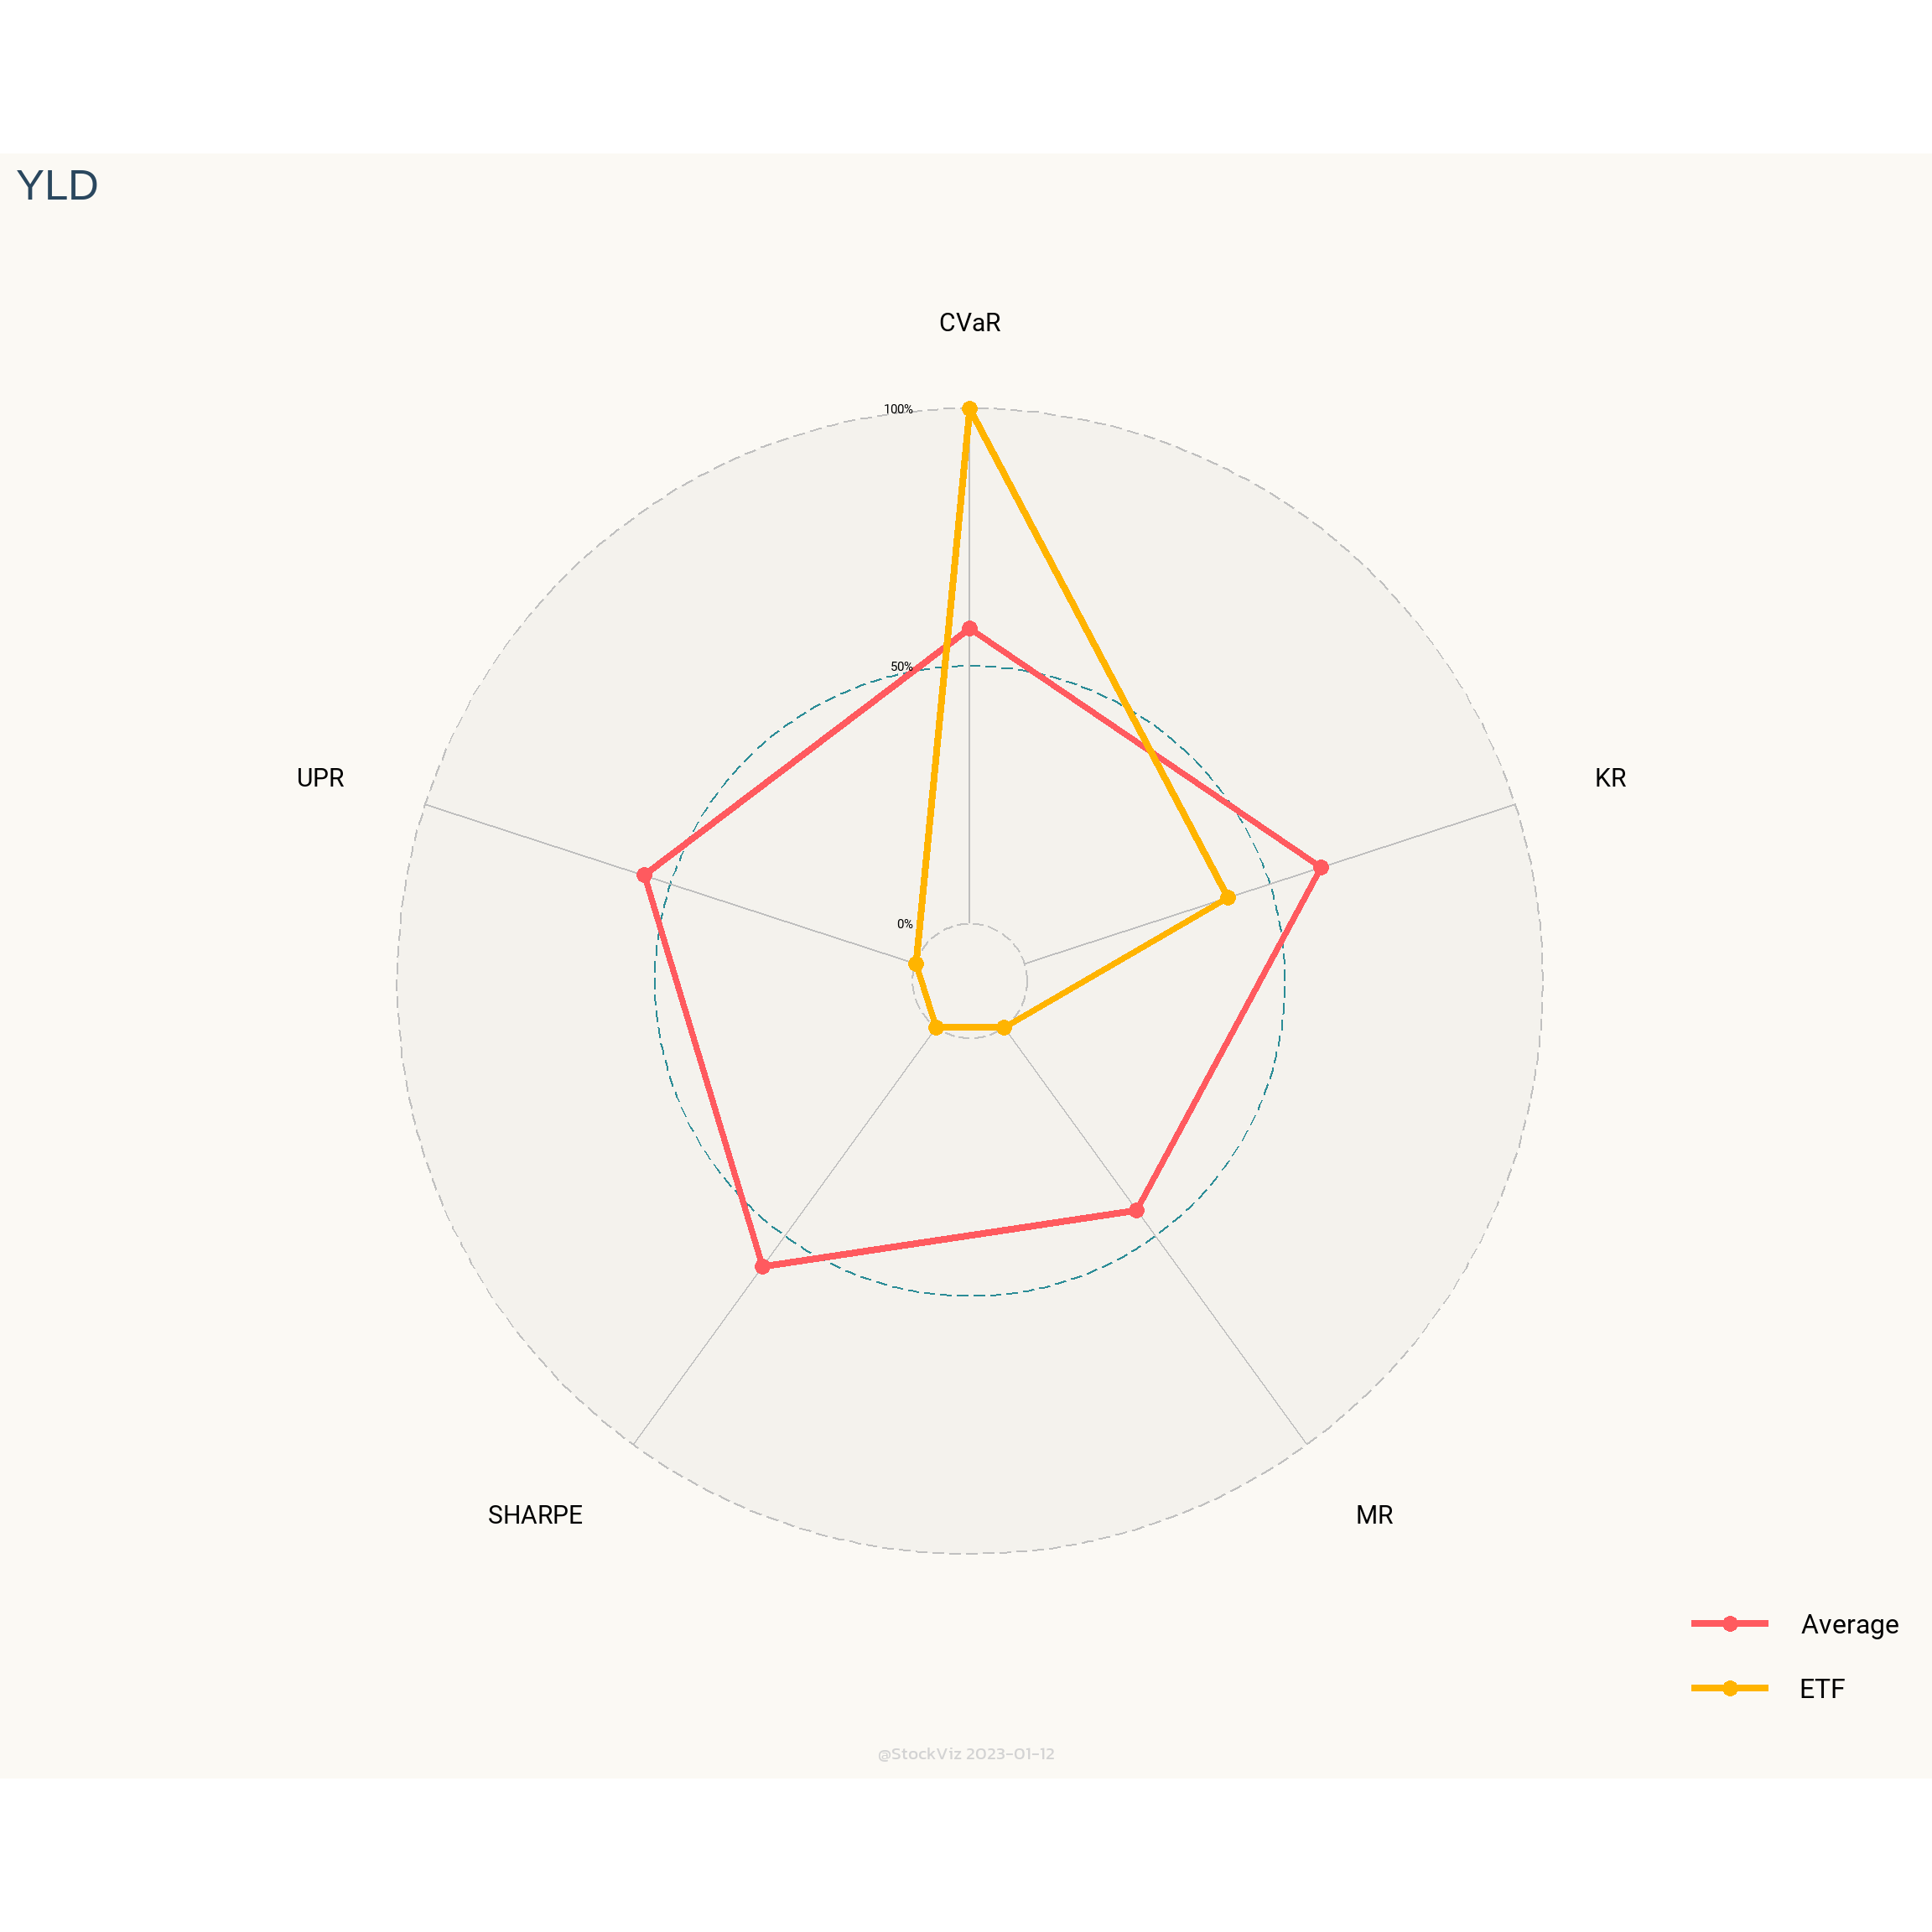 YLD
CVaR
100%
50%
UPR
KR
0%
SHARPE
MR
Average
ETF
@StockViz 2023-01-12